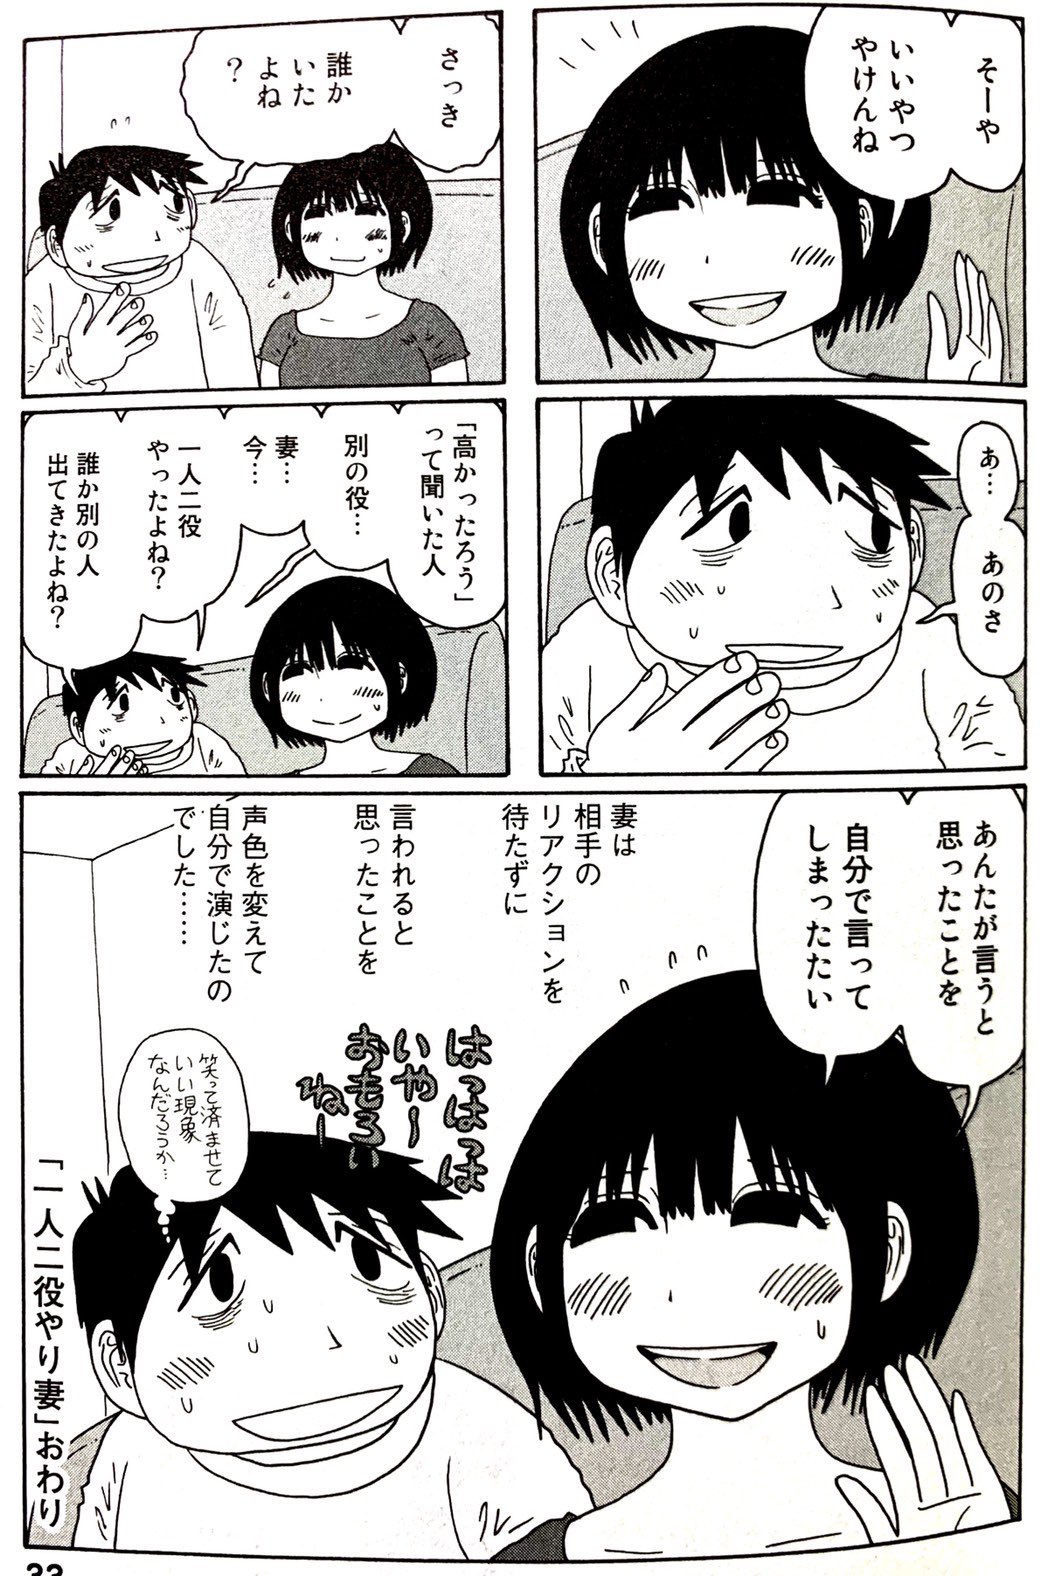 そーや
いいやつ
やけんね
さっき
誰か
いた
よね
？
あ…
あのさ
「高かったろう」
って聞いた人
別の役…
妻…
今…
一人二役
やったよね？
誰か別の人
出てきたよね？
あんたが言うと
思ったことを
自分で言って
しまったたい
妻は
相手の
リアクションを
待たずに
言われると
思ったことを
声色を変えて
自分で演じたの
でした……
はっはっは
いや〜
おもろい
ね〜
笑って済ませて
いい現象
なんだろうか…
「一人二役やり妻」おわり
33